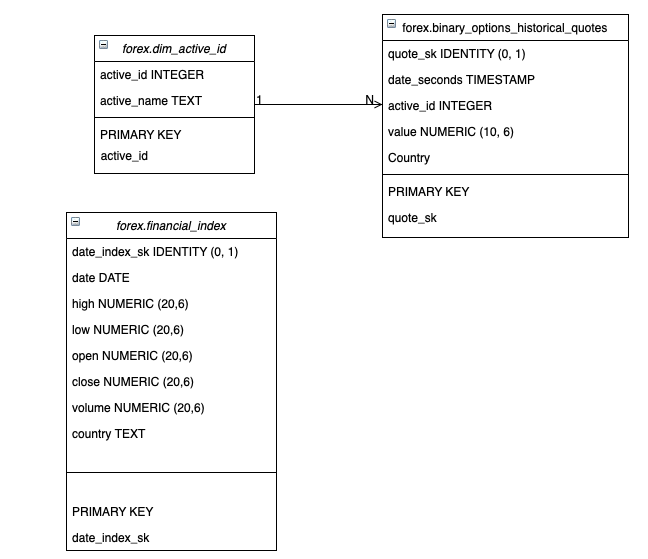 forex.dim_active_id
active_id INTEGER
active_name TEXT
PRIMARY KEY
active_id
1
N
forex.binary_options_historical_quotes
quote_sk IDENTITY (0, 1)
date_seconds TIMESTAMP
active_id INTEGER
value NUMERIC (10, 6)
Country
PRIMARY KEY
quote_sk
forex.financial_index
date_index_sk IDENTITY (0, 1)
date DATE
high NUMERIC (20,6)
low NUMERIC (20,6)
open NUMERIC (20,6)
close NUMERIC (20,6)
volume NUMERIC (20,6)
country TEXT
PRIMARY KEY
date_index_sk